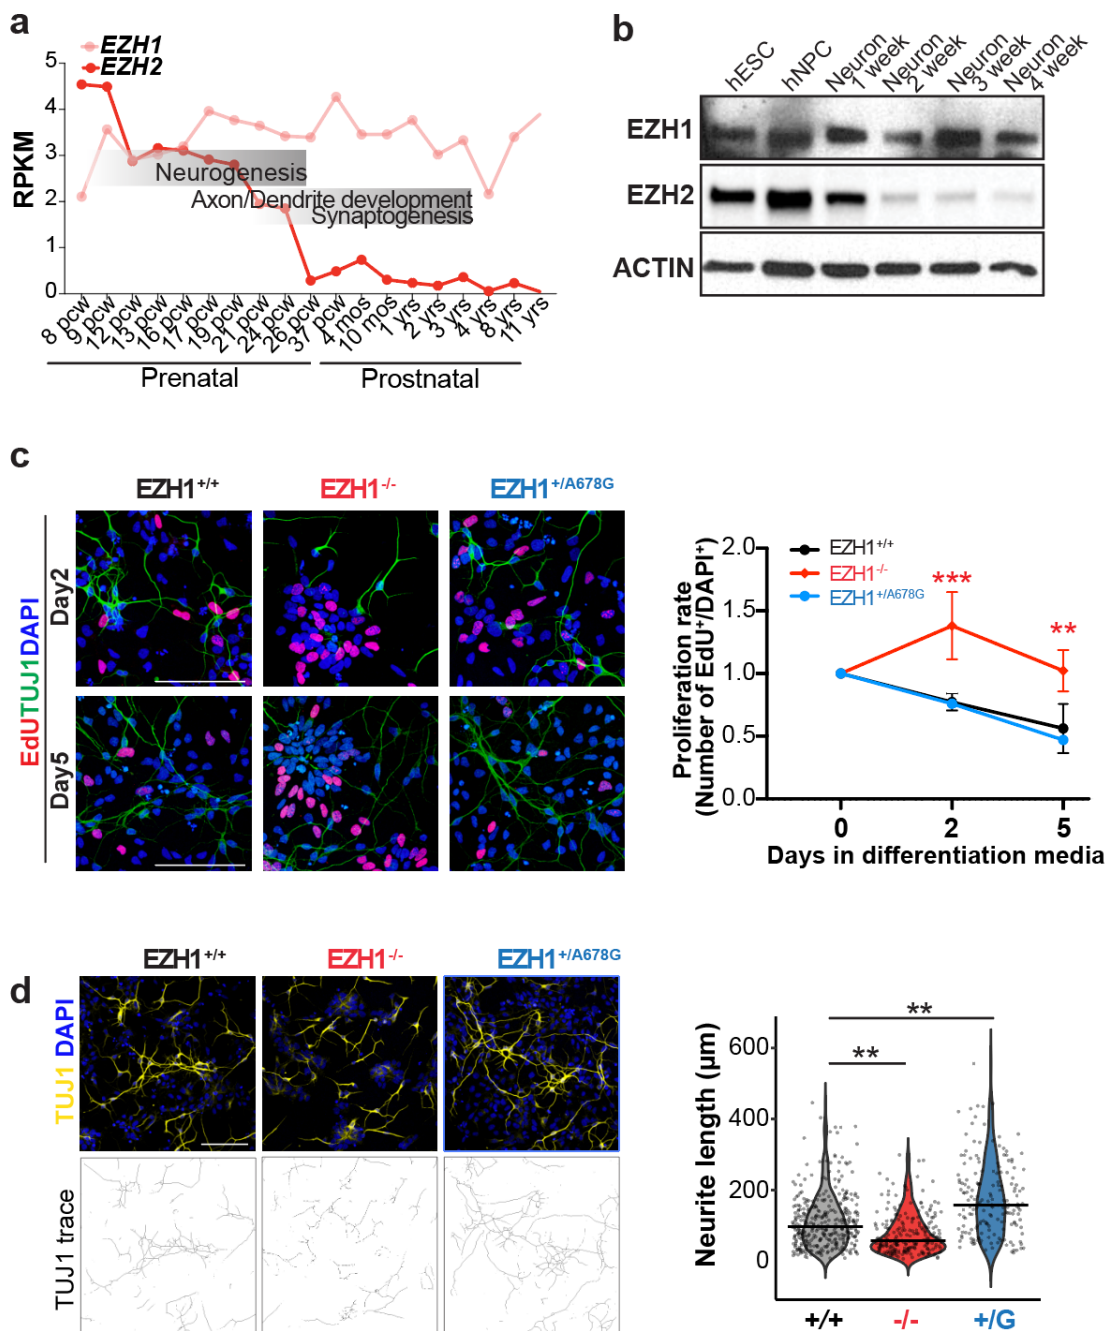 a
EZH1
EZH2
5
4
3
2
1
0
RPKM
Neurogenesis
Axon/Dendrite development
Synaptogenesis
8 pcw
9 pcw
12 pcw
13 pcw
16 pcw
17 pcw
19 pcw
21 pcw
24 pcw
26 pcw
37 pcw
4 mos
10 mos
1 yrs
2 yrs
3 yrs
4 yrs
8 yrs
11 yrs
Prenatal
Prostnatal
b
hESC
hNPC
Neuron 1 week
Neuron 2 week
Neuron 3 week
Neuron 4 week
EZH1
EZH2
ACTIN
c
EZH1+/+
EZH1-/-
EZH1+/A678G
EdUTUJ1DAPI
Day2
Day5
EZH1+/+
EZH1-/-
EZH1+/A678G
***
**
2.0
1.5
1.0
0.5
0.0
Proliferation rate
(Number of EdU+/DAPI+)
0 2 5
Days in differentiation media
d
EZH1+/+
EZH1-/-
EZH1+/A678G
TUJ1 DAPI
TUJ1 trace
**
**
600
400
200
0
Neurite length (µm)
+/+ -/- +/G